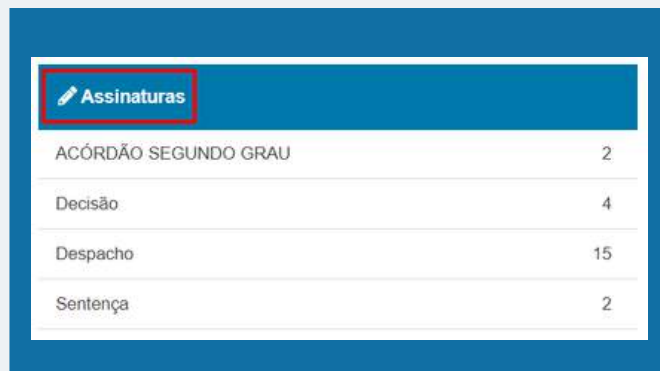 Assinaturas
ACÓRDÃO SEGUNDO GRAU 2
Decisão 4
Despacho 15
Sentença 2